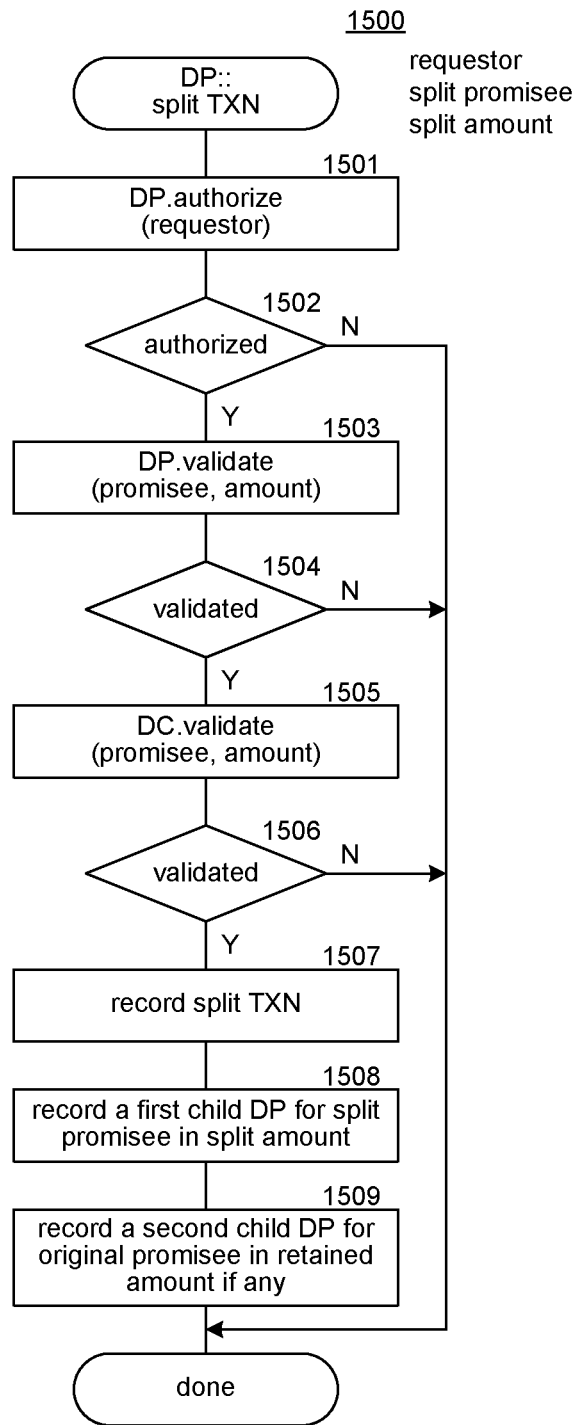 1500
requestor
split promisee
split amount
DP::
split TXN
1501
DP.authorize
(requestor)
1502
authorized
N
Y
1503
DP.validate
(promisee, amount)
1504
validated
N
Y
1505
DC.validate
(promisee, amount)
1506
validated
N
Y
1507
record split TXN
1508
record a first child DP for split
promisee in split amount
1509
record a second child DP for
original promisee in retained
amount if any
done